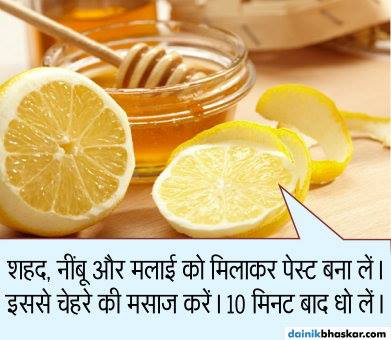 शहद, नींबू और मलाई को मिलाकर पेस्ट बना लें।
इससे चेहरे की मसाज करें। 10 मिनट बाद धो लें।
dainikbhaskar.com